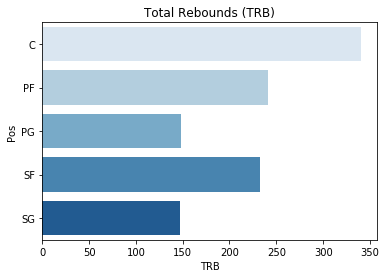 Total Rebounds (TRB)
Pos
C
PF
PG
SF
SG
0 50 100 150 200 250 300 350
TRB